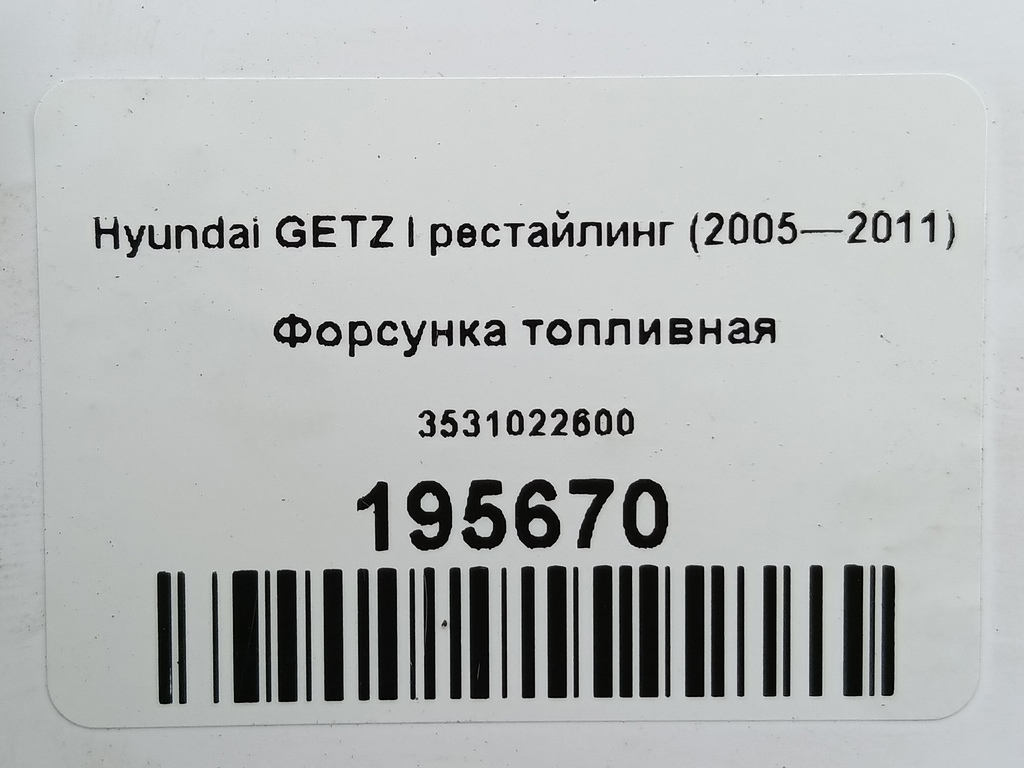 Hyundai GETZ I рестайлинг (2005—2011)
Форсунка топливная
3531022600
195670